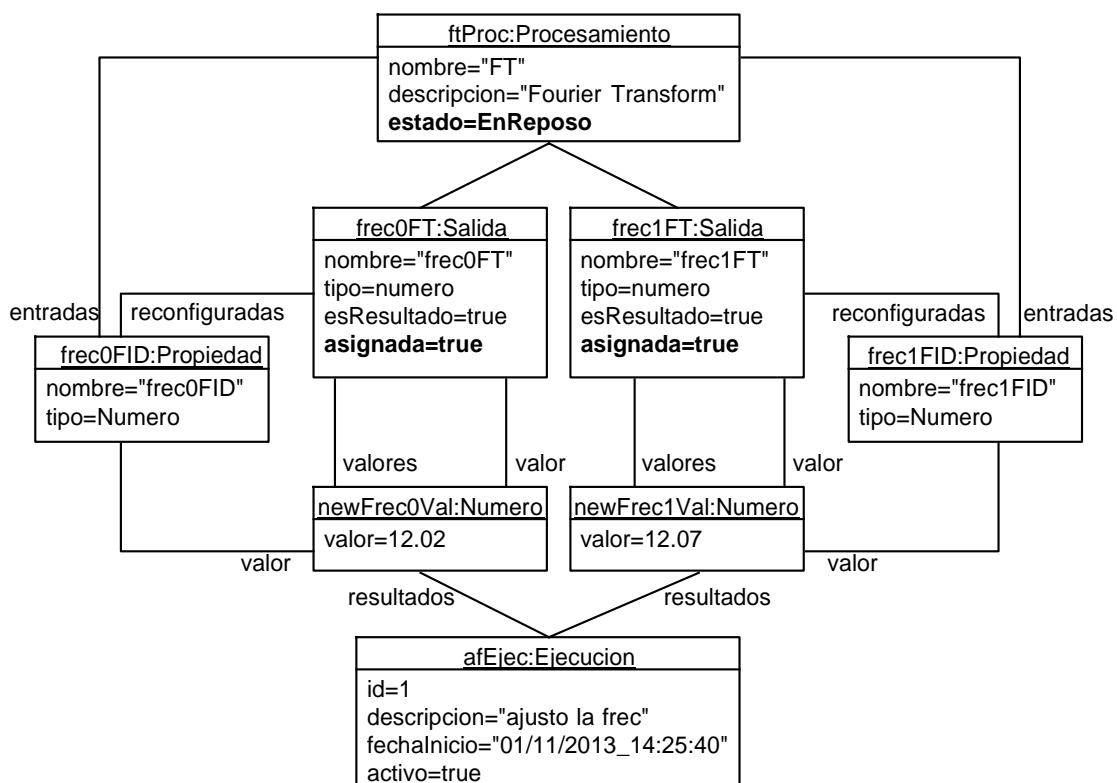 ftProc:Procesamiento
nombre="FT"
descripcion="Fourier Transform"
estado=EnReposo
frec0FT:Salida
nombre="frec0FT"
tipo=numero
esResultado=true
asignada=true
frec1FT:Salida
nombre="frec1FT"
tipo=numero
esResultado=true
asignada=true
entradas
reconfiguradas
reconfiguradas
entradas
frec0FID:Propiedad
nombre="frec0FID"
tipo=Numero
frec1FID:Propiedad
nombre="frec1FID"
tipo=Numero
valores
valor
valores
valor
newFrec0Val:Numero
valor=12.02
newFrec1Val:Numero
valor=12.07
valor
valor
resultados
resultados
afEjec:Ejecucion
id=1
descripcion="ajusto la frec"
fechaInicio="01/11/2013_14:25:40"
activo=true